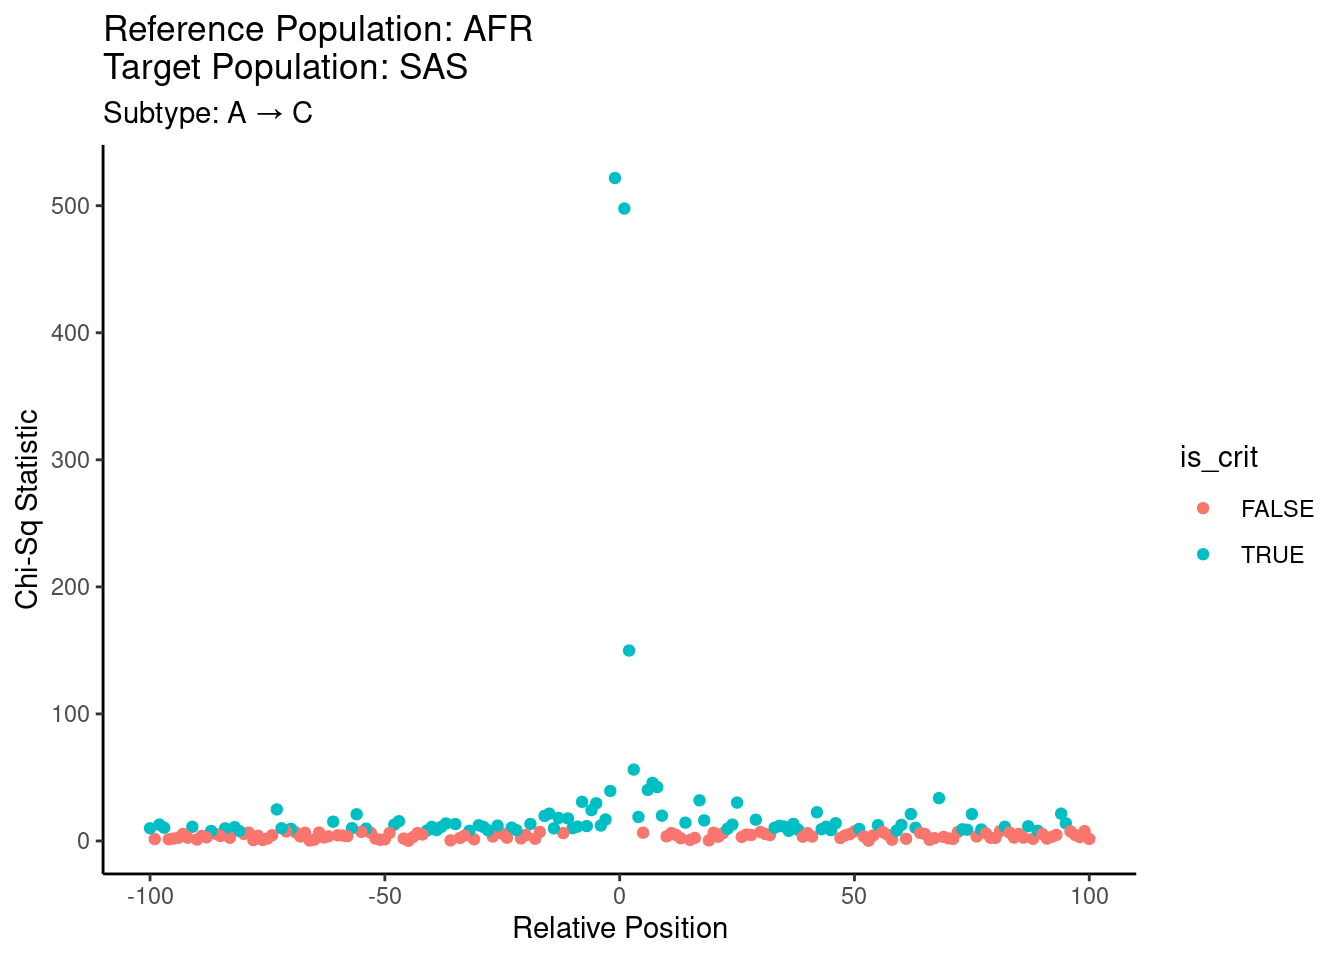 Reference Population: AFR
Target Population: SAS
Subtype: A → C
500
400
300
200
100
0
Chi-Sq Statistic
-100
-50
0
50
100
Relative Position
is_crit
FALSE
TRUE